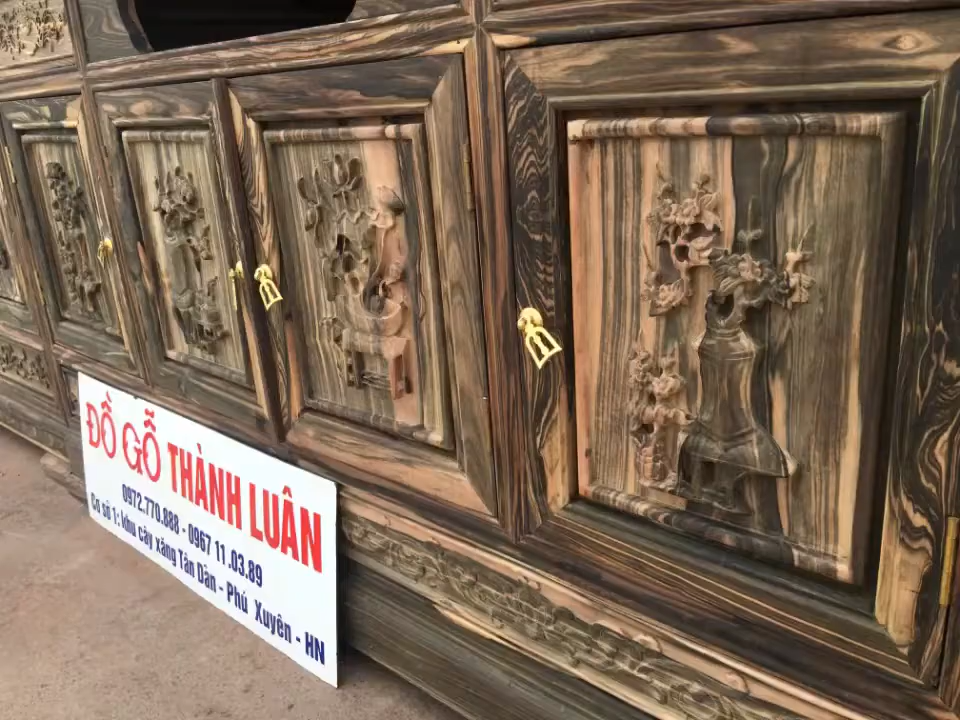 ĐỒ GỖ THÀNH LUÂN
0972.770.888 - 0967 11.03.89
Cơ sở 1: khu cây xăng Tân Dân - Phú Xuyên - HN